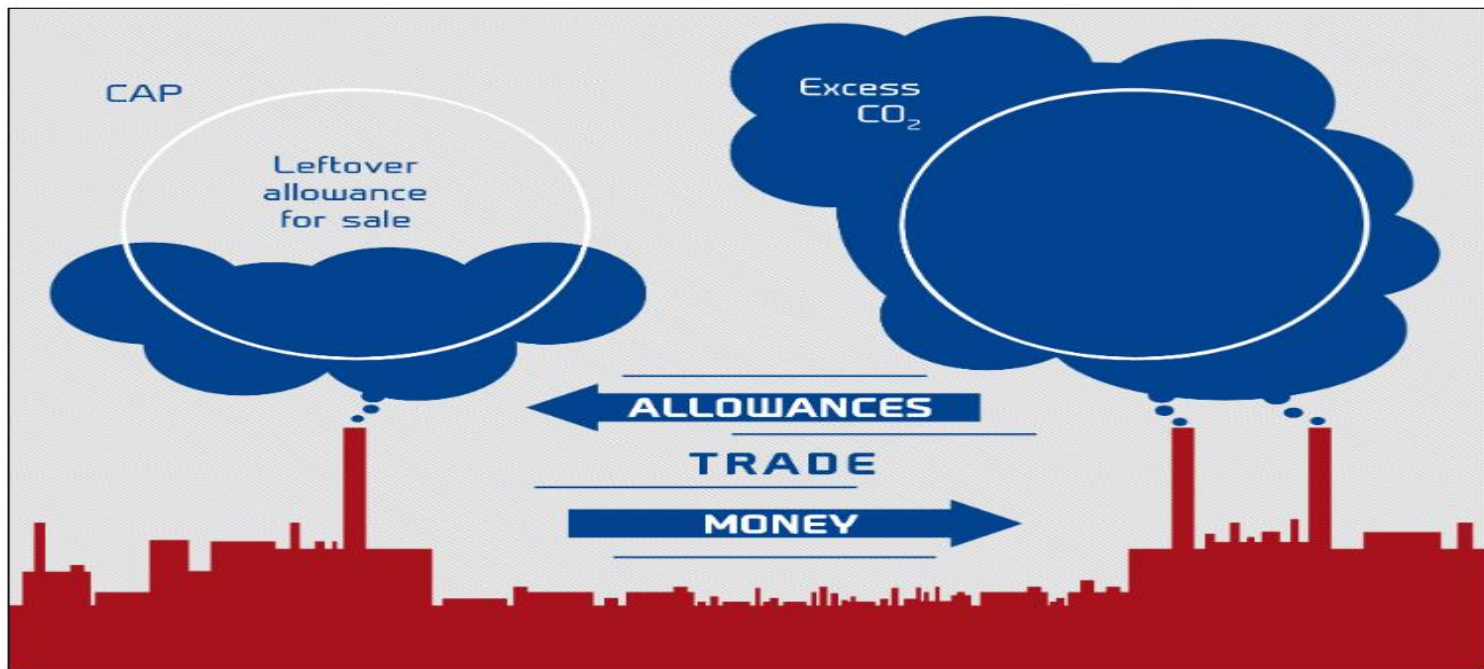 CAP
Leftover
allowance
for sale
Excess
CO₂
ALLOWANCES
TRADE
MONEY